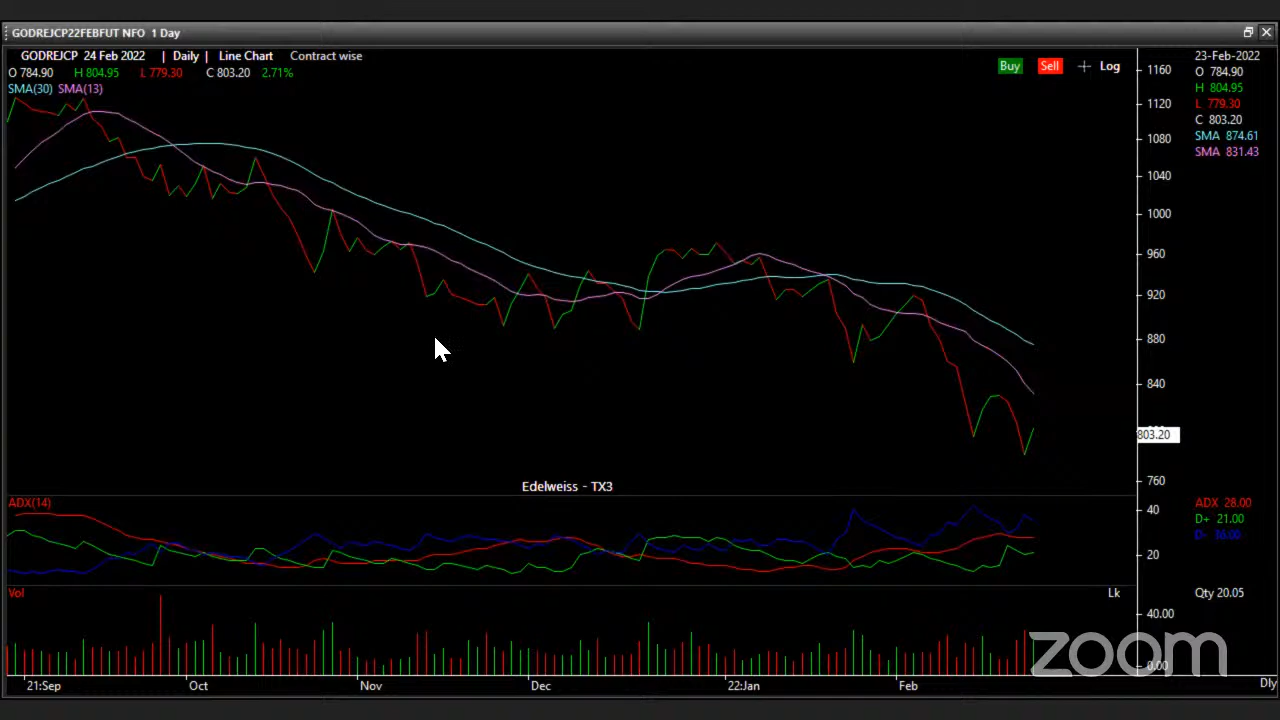 GODREJCP22FEBFUT NFO 1 Day
GODREJCP 24 Feb 2022 | Daily | Line Chart Contract wise
O 784.90 H 804.95 L 779.30 C 803.20 2.71%
SMA(30) SMA(13)
Buy Sell Log
23-Feb-2022
O 784.90
H 804.95
L 779.30
C 803.20
SMA 874.61
SMA 831.43
1160
1120
1080
1040
1000
960
920
880
840
803.20
760
Edelweiss - TX3
ADX(14)
40
20
ADX 28.00
D+ 21.00
Vol
Lk
Qty 20.05
40.00
0.00
zoom
21:Sep Oct Nov Dec 22:Jan Feb Dly